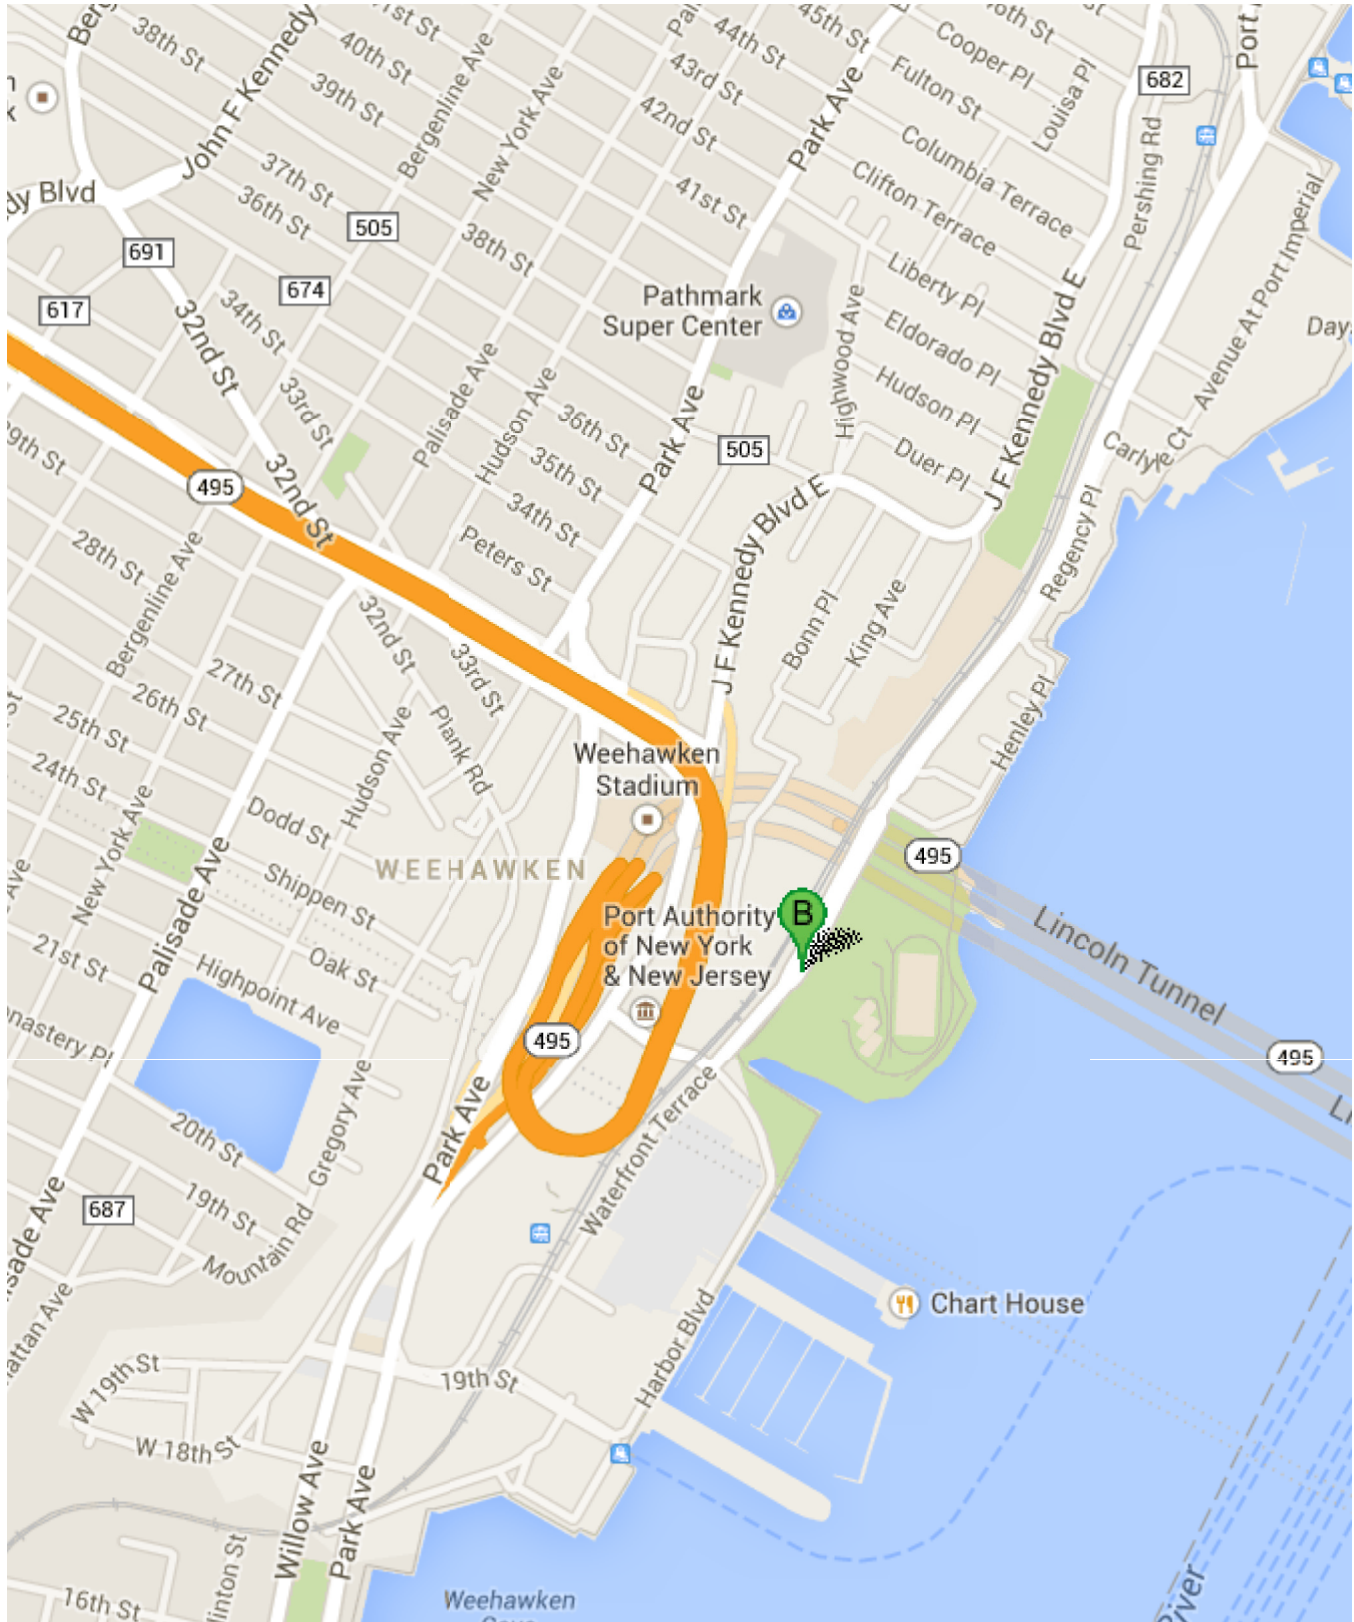 38th St
41st St
40th St
39th St
John F Kennedy
Bergenline Ave
New York Ave
44th St
45th St
43rd St
42nd St
41st St
Park Ave
Cooper Pl
Fulton St
Louisa Pl
Columbia Terrace
Clifton Terrace
682
Pershing Rd
37th St
36th St
505
691
674
617
38th St
34th St
32nd St
33rd St
Pathmark
Super Center
Highwood Ave
Liberty Pl
Eldorado Pl
Hudson Pl
Duer Pl
J F Kennedy Blvd E
Avenue At Port Imperial
Carlyle Ct
Regency Pl
Palisade Ave
Hudson Ave
36th St
35th St
34th St
Peters St
Park Ave
505
J F Kennedy Blvd E
495
32nd St
28th St
Bergenline Ave
27th St
26th St
25th St
24th St
32nd St
33rd St
Plank Rd
Hudson Ave
Bonn Pl
King Ave
Henley Pl
Weehawken
Stadium
WEEHAWKEN
New York Ave
Dodd St
Shippen St
Oak St
Palisade Ave
21st St
Highpoint Ave
Port Authority
of New York
& New Jersey
B
495
Lincoln Tunnel
495
495
Park Ave
Waterfront Terrace
Gregory Ave
20th St
19th St
Mountain Rd
687
Chart House
Harbor Blvd
19th St
W 19th St
W 18th St
Willow Ave
Park Ave
16th St
Weehawken